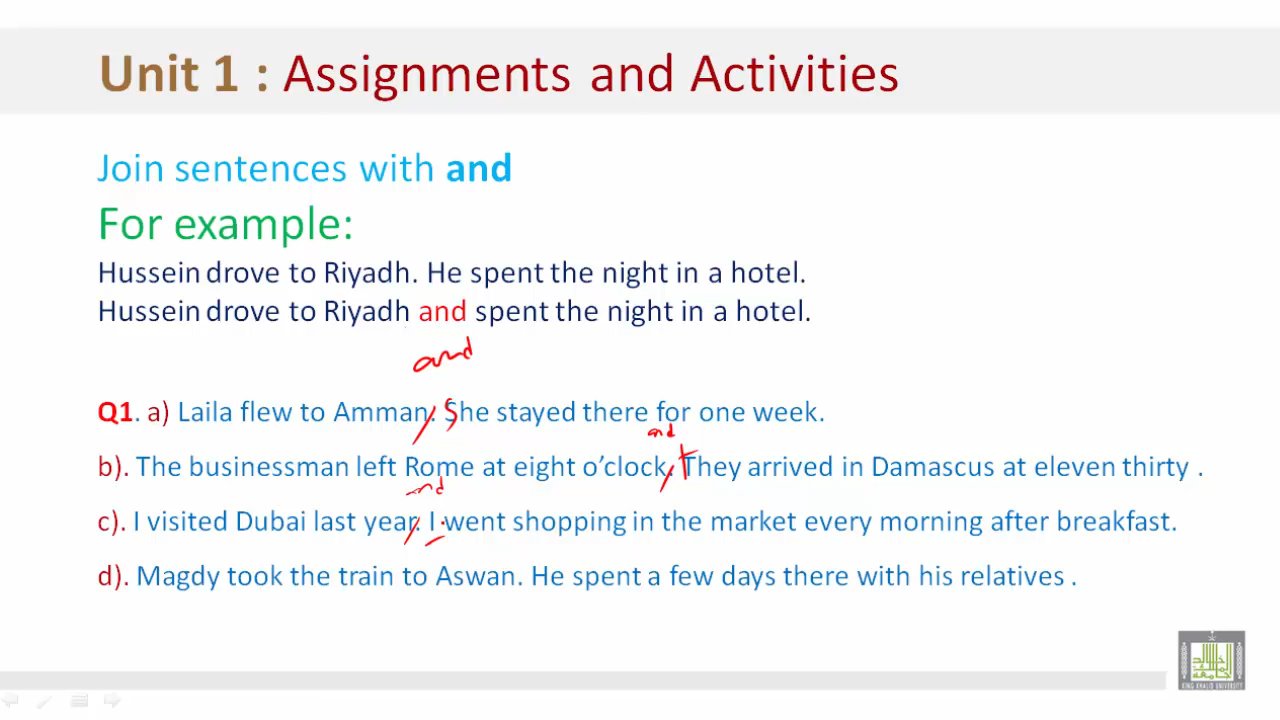 Unit 1 : Assignments and Activities
Join sentences with and
For example:
Hussein drove to Riyadh. He spent the night in a hotel.
Hussein drove to Riyadh and spent the night in a hotel.
and
Q1. a) Laila flew to Amman. She stayed there for one week.
and
b). The businessman left Rome at eight o’clock. They arrived in Damascus at eleven thirty .
and
c). I visited Dubai last year. I went shopping in the market every morning after breakfast.
d). Magdy took the train to Aswan. He spent a few days there with his relatives .
KING KHALID UNIVERSITY